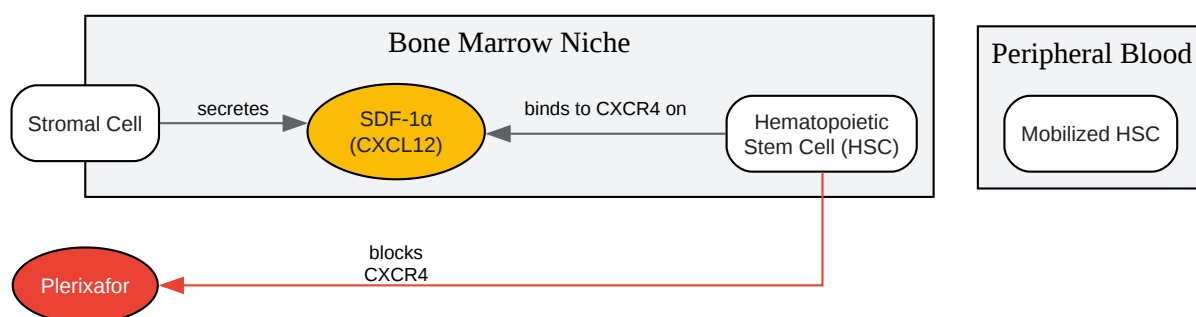 Bone Marrow Niche
Peripheral Blood
Stromal Cell
secretes
SDF-1α
(CXCL12)
binds to CXCR4 on
Hematopoietic
Stem Cell (HSC)
Mobilized HSC
blocks
CXCR4
Plerixafor